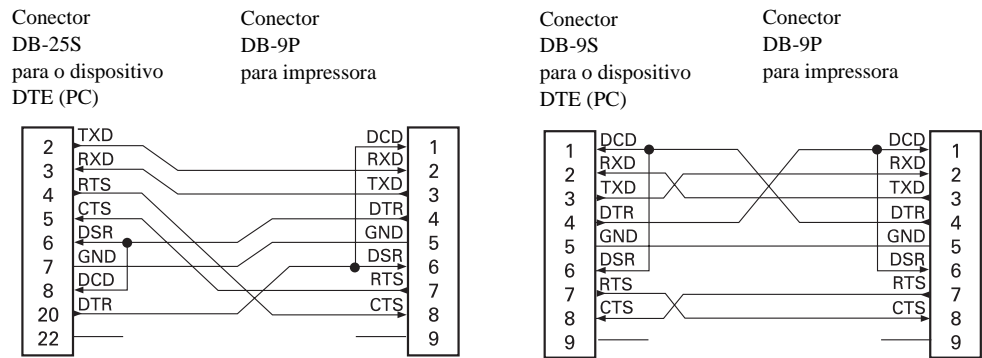 Conector
DB-25S
para o dispositivo
DTE (PC)
Conector
DB-9P
para impressora
2 TXD
3 RXD
4 RTS
5 CTS
6 DSR
7 GND
8 DCD
20 DTR
22
DCD 1
RXD 2
TXD 3
DTR 4
GND 5
DSR 6
RTS 7
CTS 8
9
Conector
DB-9S
para o dispositivo
DTE (PC)
Conector
DB-9P
para impressora
1 DCD
2 RXD
3 TXD
4 DTR
5 GND
6 DSR
7 RTS
8 CTS
9
DCD 1
RXD 2
TXD 3
DTR 4
GND 5
DSR 6
RTS 7
CTS 8
9